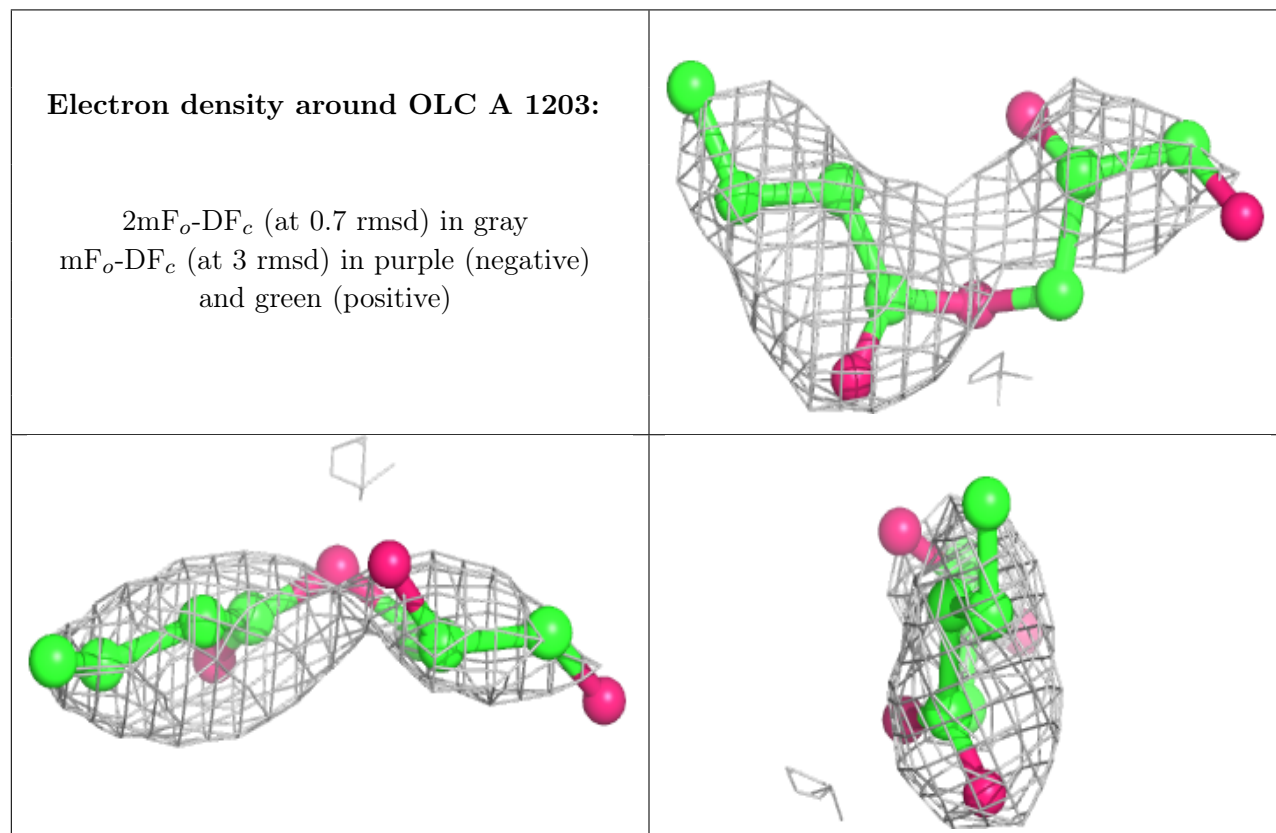 Electron density around OLC A 1203:
2mFₒ-DF𝒸 (at 0.7 rmsd) in gray
mFₒ-DF𝒸 (at 3 rmsd) in purple (negative)
and green (positive)